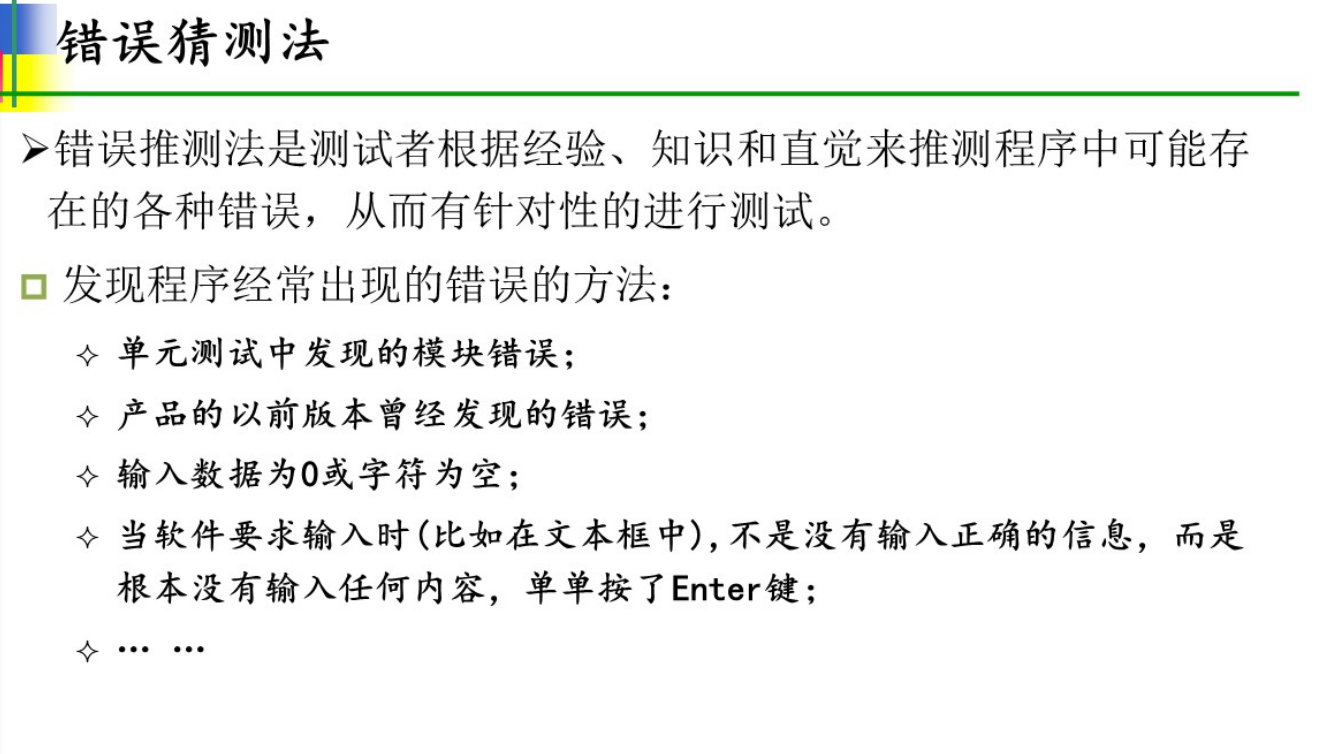 错误猜测法
错误推测法是测试者根据经验、知识和直觉来推测程序中可能存
在的各种错误，从而有针对性的进行测试。
发现程序经常出现的错误的方法：
单元测试中发现的模块错误；
产品的以前版本曾经发现的错误；
输入数据为0或字符为空；
当软件要求输入时(比如在文本框中),不是没有输入正确的信息，而是
根本没有输入任何内容，单单按了Enter键；
… …